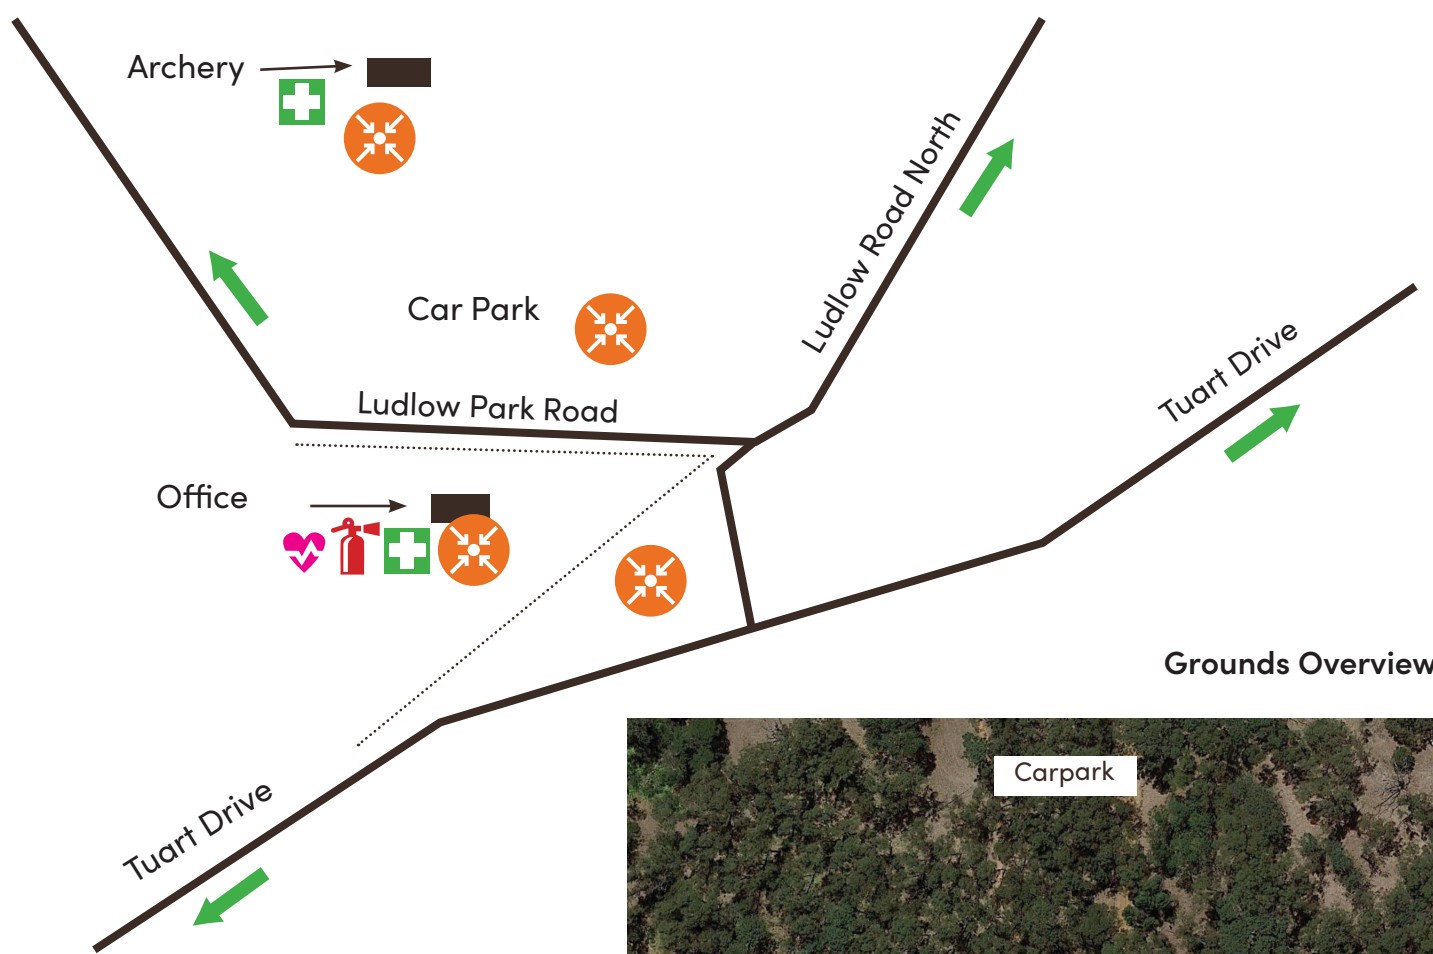 Archery
Ludlow Road North
Car Park
Tuart Drive
Ludlow Park Road
Office
Grounds Overview
Carpark
Tuart Drive